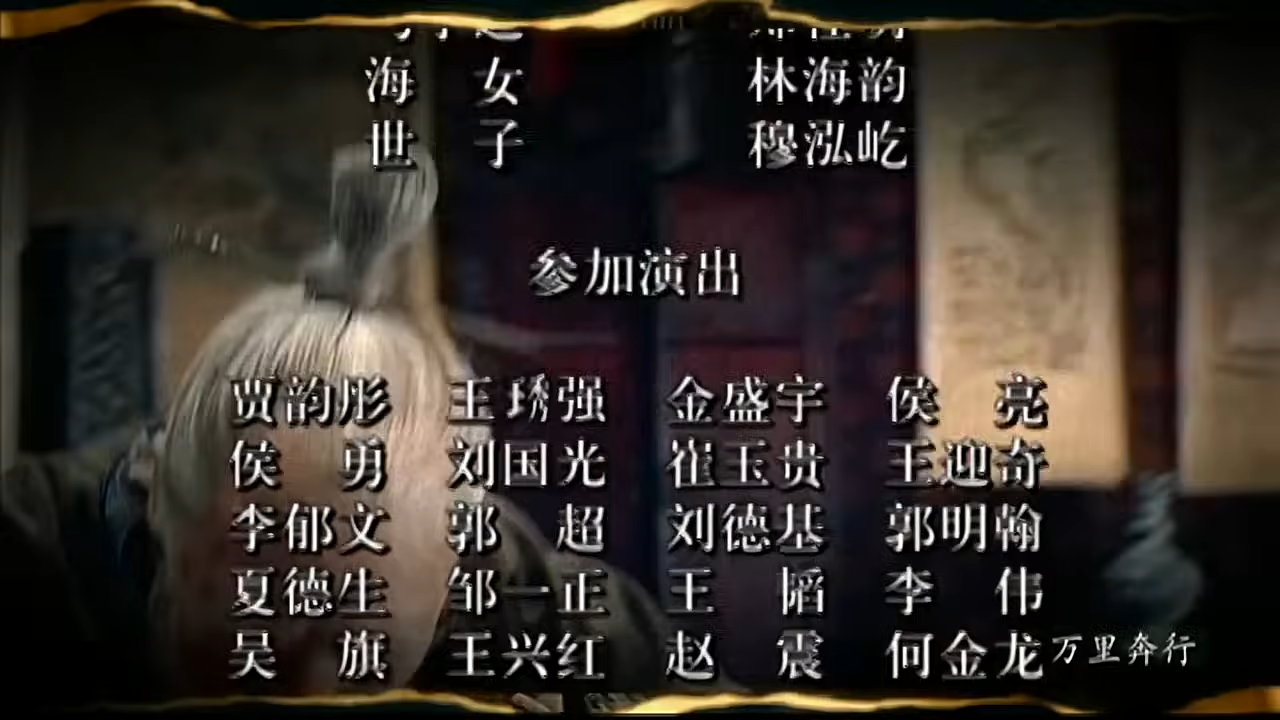 海 女 林海韵
世 子 穆泓屹
参加演出
贾韵彤 王琇强 金盛宇 侯 亮
侯 勇 刘国光 崔玉贵 王迎奇
李郁文 郭 超 刘德基 郭明翰
夏德生 邹一正 王 韬 李 伟
吴 旗 王兴红 赵 震 何金龙
万里奔行